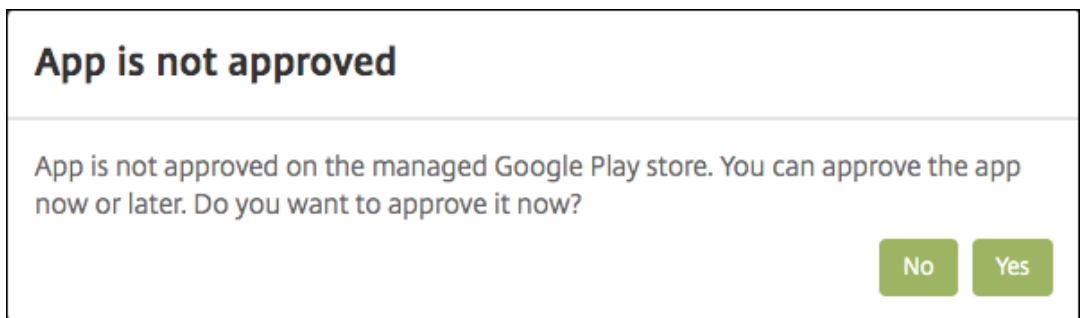 App is not approved
App is not approved on the managed Google Play store. You can approve the app
now or later. Do you want to approve it now?
No
Yes